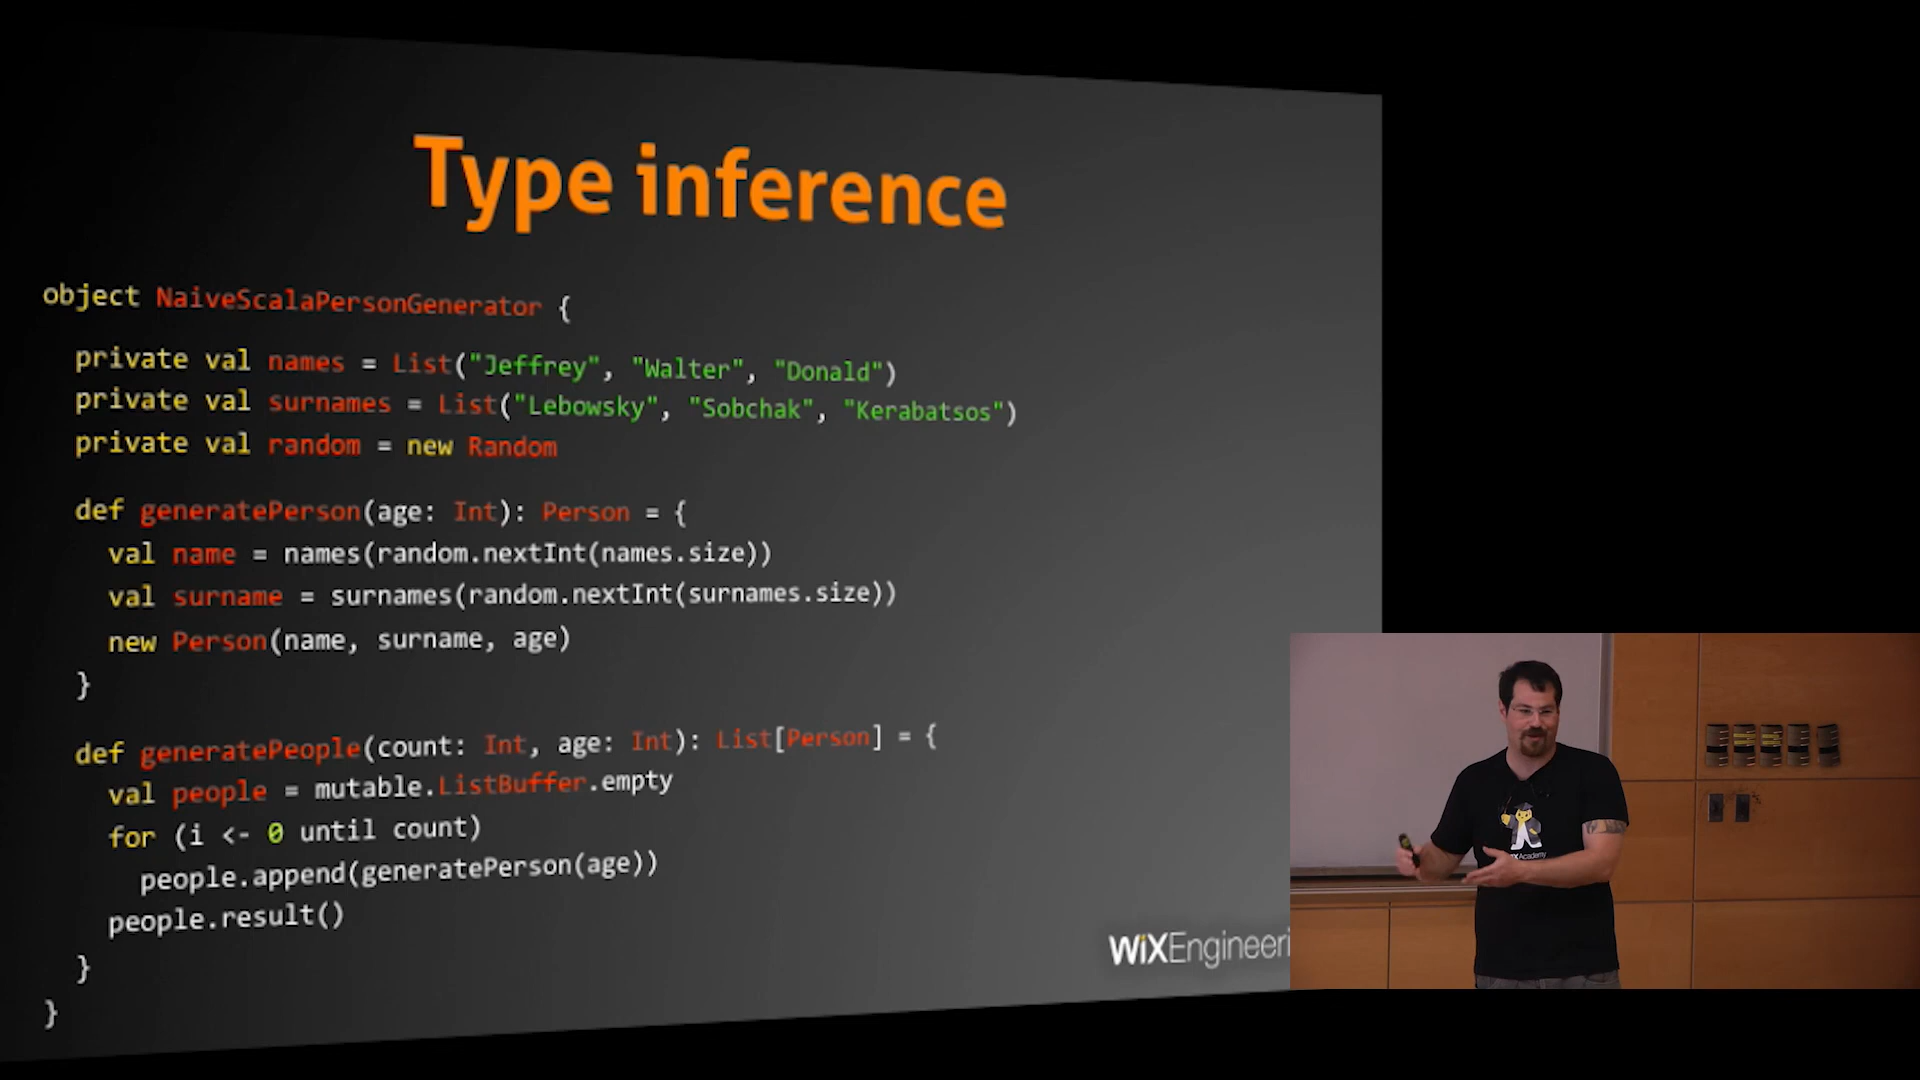 Type inference
object NaiveScalaPersonGenerator {
private val names = List("Jeffrey", "Walter", "Donald")
private val surnames = List("Lebowsky", "Sobchak", "Kerabatsos")
private val random = new Random
def generatePerson(age: Int): Person = {
val name = names(random.nextInt(names.size))
val surname = surnames(random.nextInt(surnames.size))
new Person(name, surname, age)
}
def generatePeople(count: Int, age: Int): List[Person] = {
val people = mutable.ListBuffer.empty
for (i <- 0 until count)
people.append(generatePerson(age))
people.result()
}
}
WiXEngineeri
Academy